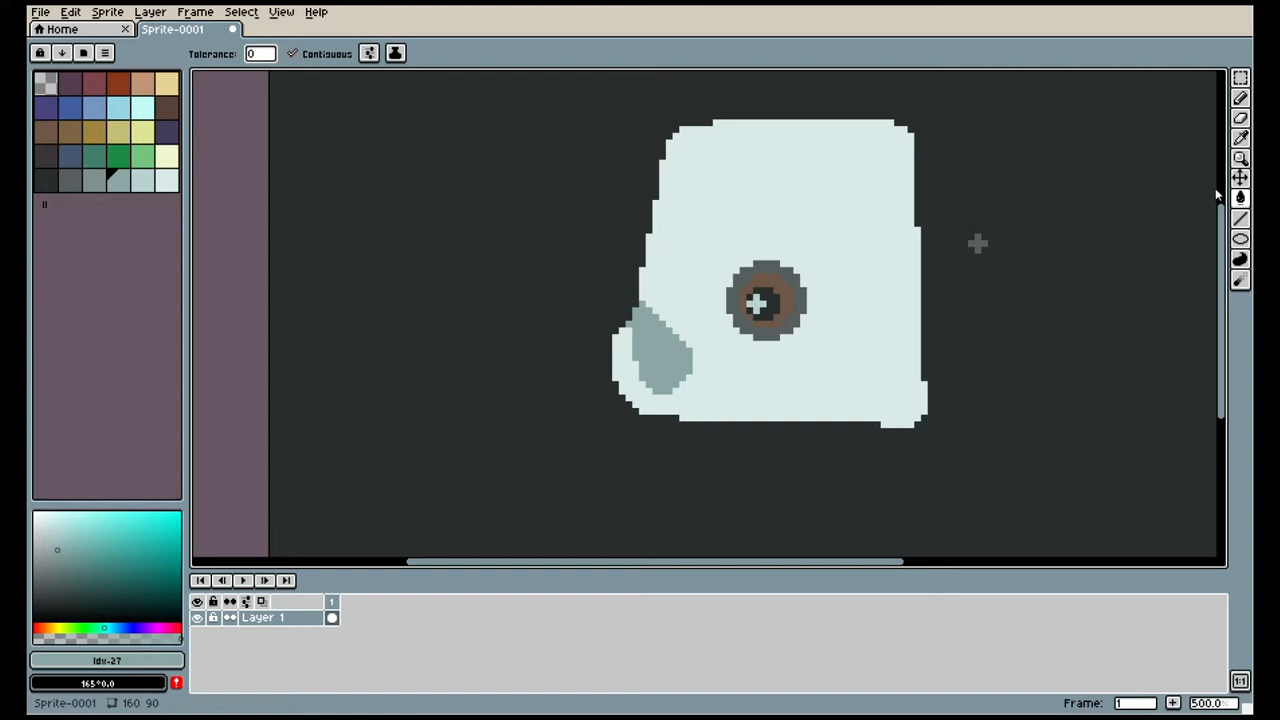 File Edit Sprite Layer Frame Select View Help
Home Sprite-0001
Tolerance: 0 Continuous
1
Layer 1
Idx-27
165*0.0
1:1
Sprite-0001 160 90 Frame: 1 500.0